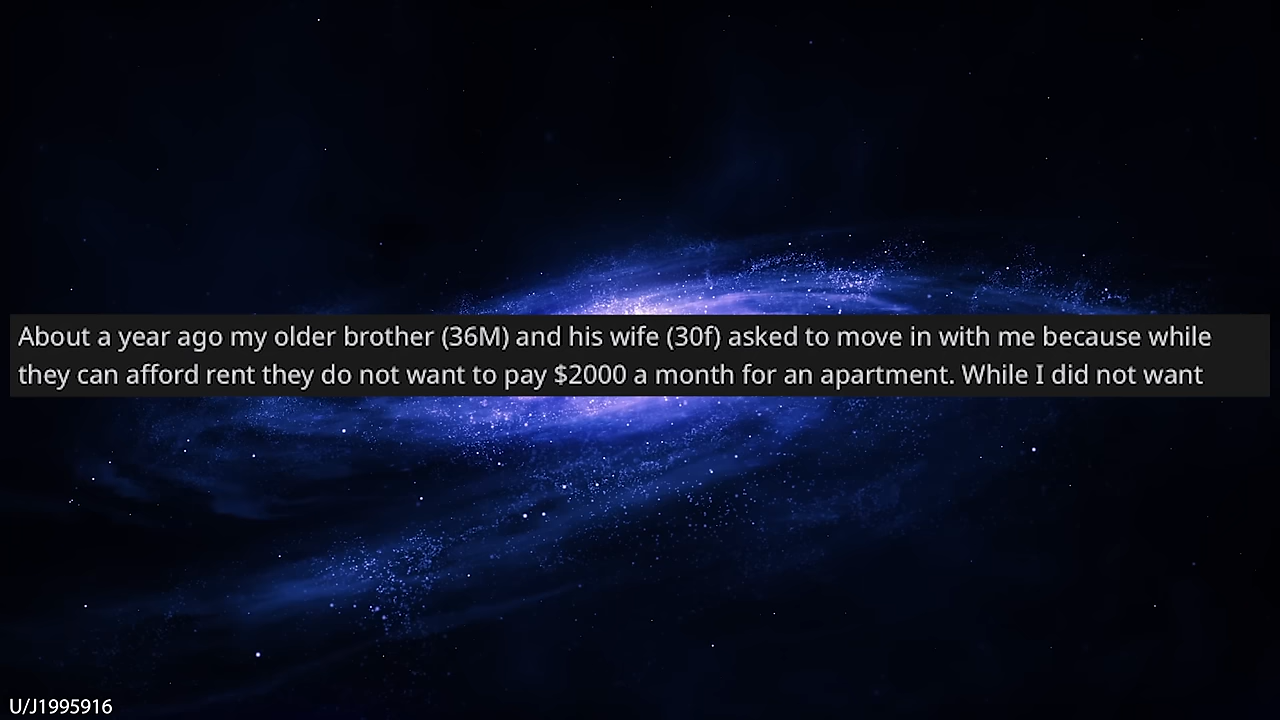 About a year ago my older brother (36M) and his wife (30f) asked to move in with me because while
they can afford rent they do not want to pay $2000 a month for an apartment. While I did not want
U/J1995916